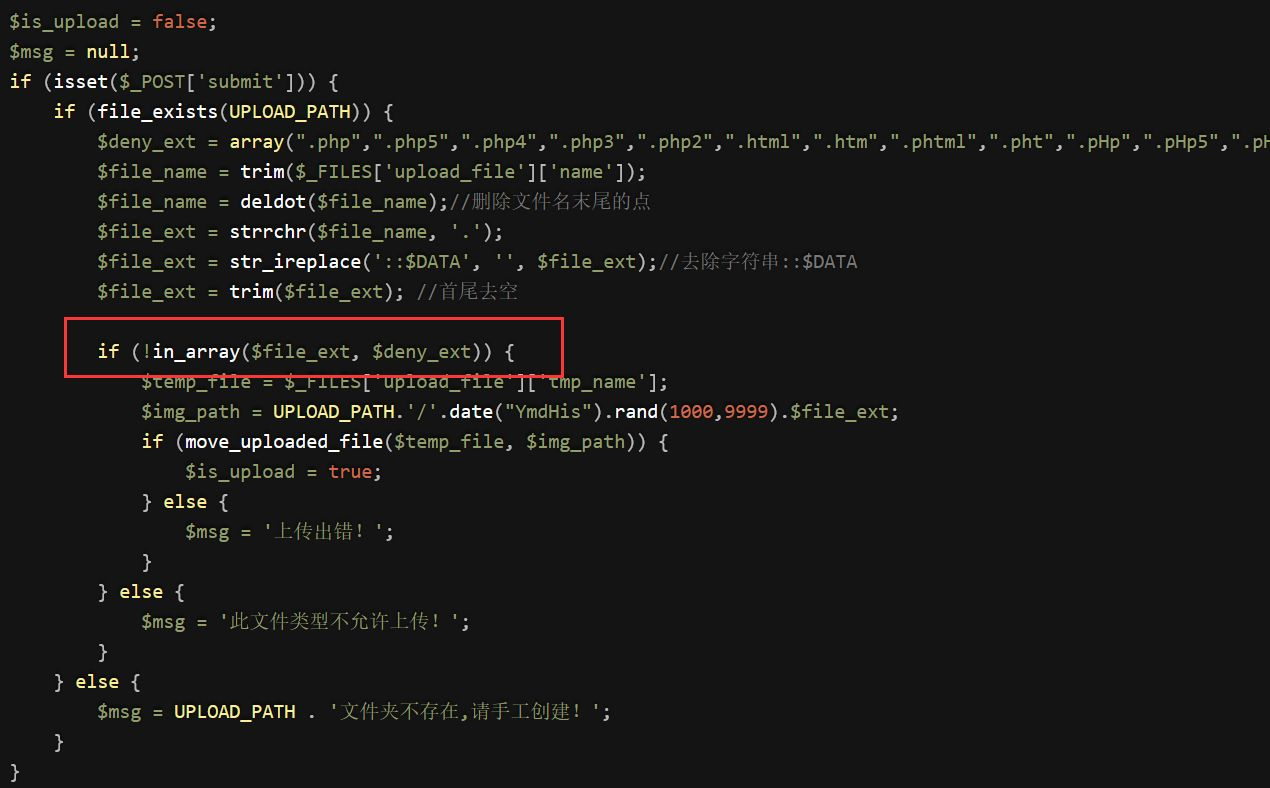 $is_upload = false;
$msg = null;
if (isset($_POST['submit'])) {
    if (file_exists(UPLOAD_PATH)) {
        $deny_ext = array(".php",".php5",".php4",".php3",".php2",".html",".htm",".phtml",".pht",".pHp",".pHp5",".pH
        $file_name = trim($_FILES['upload_file']['name']);
        $file_name = deldot($file_name);//删除文件名末尾的点
        $file_ext = strrchr($file_name, '.');
        $file_ext = str_ireplace('::$DATA', '', $file_ext);//去除字符串::$DATA
        $file_ext = trim($file_ext); //首尾去空
        if (!in_array($file_ext, $deny_ext)) {
            $temp_file = $_FILES['upload_file']['tmp_name'];
            $img_path = UPLOAD_PATH.'/'.date("YmdHis").rand(1000,9999).$file_ext;
            if (move_uploaded_file($temp_file, $img_path)) {
                $is_upload = true;
            } else {
                $msg = '上传出错！';
            }
        } else {
            $msg = '此文件类型不允许上传！';
        }
    } else {
        $msg = UPLOAD_PATH . '文件夹不存在,请手工创建！';
    }
}